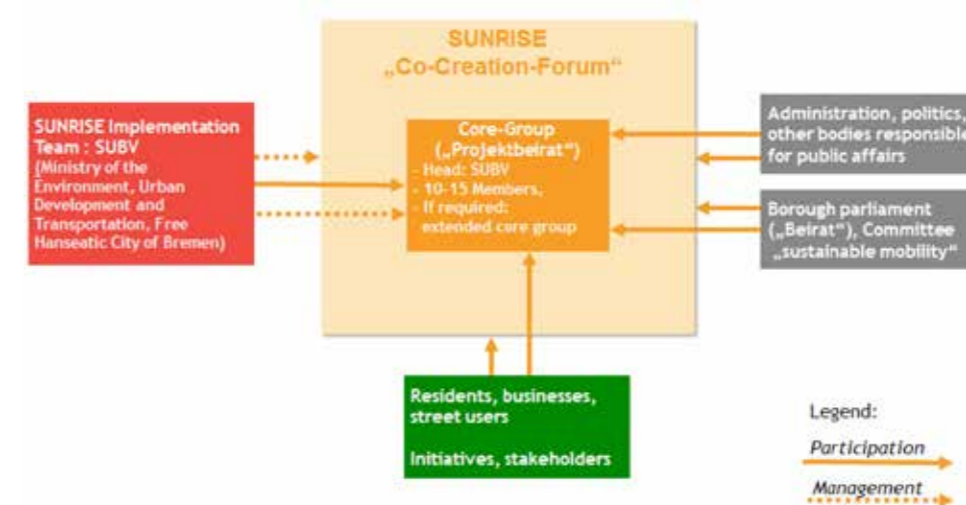 SUNRISE
„Co-Creation-Forum“
SUNRISE Implementation
Team : SUBV
(Ministry of the
Environment, Urban
Development and
Transportation, Free
Hanseatic City of Bremen)
Core-Group
(„Projektbeirat“)
- Head: SUBV
- 10-15 Members,
- If required:
extended core group
Administration, politics,
other bodies responsible
for public affairs
Borough parliament
(„Beirat“), Committee
„sustainable mobility“
Residents, businesses,
street users
Initiatives, stakeholders
Legend:
Participation
Management